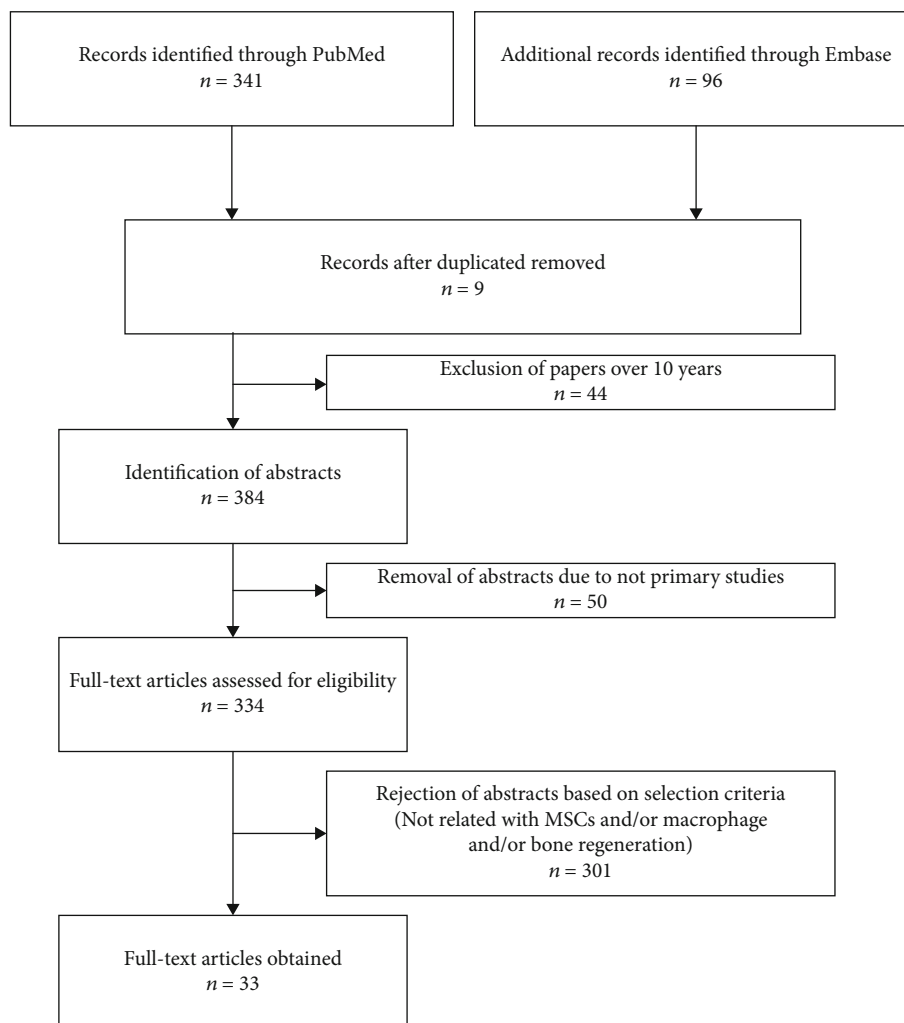 Records identified through PubMed
n = 341
Additional records identified through Embase
n = 96
Records after duplicated removed
n = 9
Exclusion of papers over 10 years
n = 44
Identification of abstracts
n = 384
Removal of abstracts due to not primary studies
n = 50
Full-text articles assessed for eligibility
n = 334
Rejection of abstracts based on selection criteria
(Not related with MSCs and/or macrophage
and/or bone regeneration)
n = 301
Full-text articles obtained
n = 33